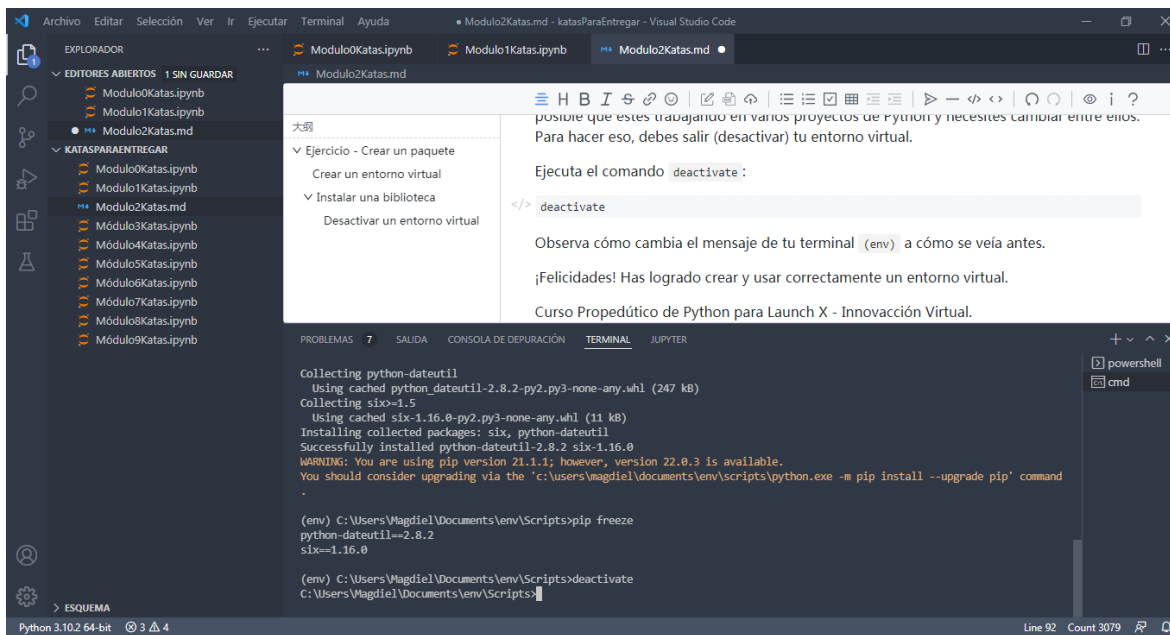 Archivo Editar Selección Ver Ir Ejecutar Terminal Ayuda
● Modulo2Katas.md - katasParaEntregar - Visual Studio Code
EXPLORADOR
EDITORES ABIERTOS 1 SIN GUARDAR
Modulo0Katas.ipynb
Modulo1Katas.ipynb
● Modulo2Katas.md
KATASPARAENTREGAR
Modulo0Katas.ipynb
Modulo1Katas.ipynb
Modulo2Katas.md
Módulo3Katas.ipynb
Módulo4Katas.ipynb
Módulo5Katas.ipynb
Módulo6Katas.ipynb
Módulo7Katas.ipynb
Módulo8Katas.ipynb
Módulo9Katas.ipynb
ESQUEMA
Modulo0Katas.ipynb Modulo1Katas.ipynb Modulo2Katas.md ●
Modulo2Katas.md
大纲
Ejercicio - Crear un paquete
Crear un entorno virtual
Instalar una biblioteca
Desactivar un entorno virtual
posible que estés trabajando en varios proyectos de Python y necesites cambiar entre ellos.
Para hacer eso, debes salir (desactivar) tu entorno virtual.
Ejecuta el comando deactivate :
deactivate
Observa cómo cambia el mensaje de tu terminal (env) a cómo se veía antes.
¡Felicidades! Has logrado crear y usar correctamente un entorno virtual.
Curso Propedútico de Python para Launch X - Innovacción Virtual.
PROBLEMAS 7 SALIDA CONSOLA DE DEPURACIÓN TERMINAL JUPYTER
powershell
cmd
Collecting python-dateutil
Using cached python_dateutil-2.8.2-py2.py3-none-any.whl (247 kB)
Collecting six>=1.5
Using cached six-1.16.0-py2.py3-none-any.whl (11 kB)
Installing collected packages: six, python-dateutil
Successfully installed python-dateutil-2.8.2 six-1.16.0
WARNING: You are using pip version 21.1.1; however, version 22.0.3 is available.
You should consider upgrading via the 'c:\users\magdiel\documents\env\scripts\python.exe -m pip install --upgrade pip' command
.
(env) C:\Users\Magdiel\Documents\env\Scripts>pip freeze
python-dateutil==2.8.2
six==1.16.0
(env) C:\Users\Magdiel\Documents\env\Scripts>deactivate
C:\Users\Magdiel\Documents\env\Scripts>
Python 3.10.2 64-bit 3 4 Line 92 Count 3079